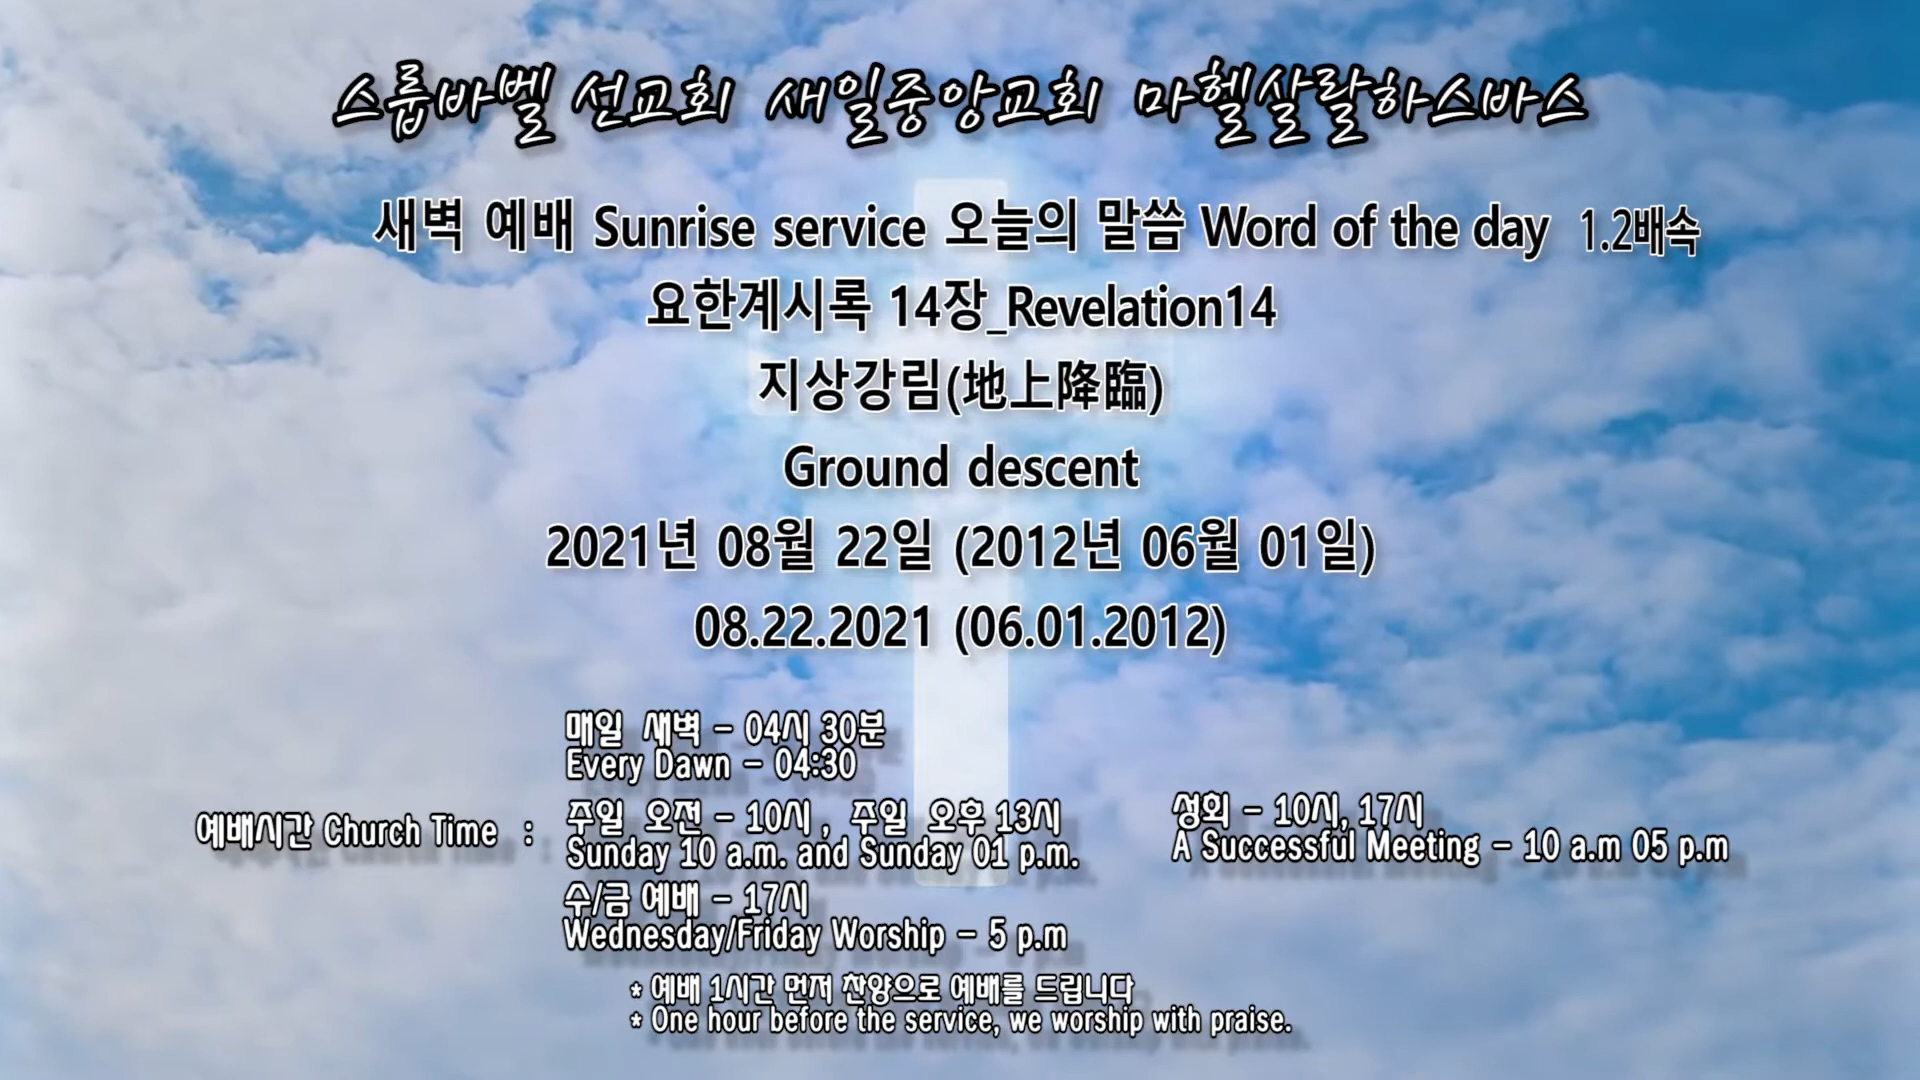 스룹바벨 선교회 새일중앙교회 마헬살랄하스바스
새벽 예배 Sunrise service 오늘의 말씀 Word of the day 1.2배속
요한계시록 14장_Revelation14
지상강림(地上降臨)
Ground descent
2021년 08월 22일 (2012년 06월 01일)
08.22.2021 (06.01.2012)
매일 새벽 - 04시 30분
Every Dawn - 04:30
예배시간 Church Time :
주일 오전 - 10시 , 주일 오후 13시
Sunday 10 a.m. and Sunday 01 p.m.
수/금 예배 - 17시
Wednesday/Friday Worship - 5 p.m
성회 - 10시, 17시
A Successful Meeting - 10 a.m 05 p.m
* 예배 1시간 먼저 찬양으로 예배를 드립니다
* One hour before the service, we worship with praise.